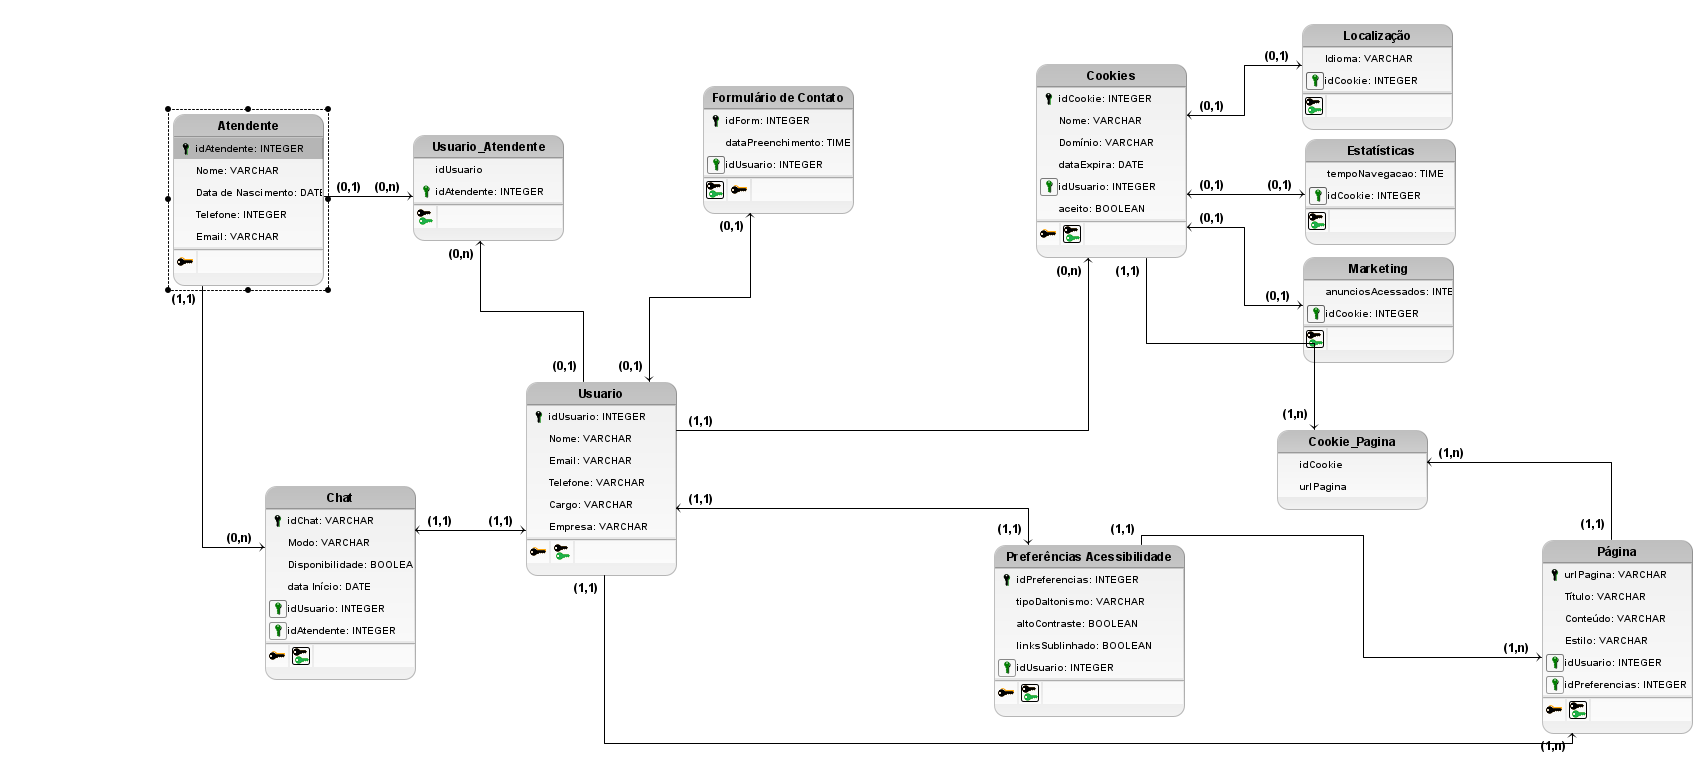 Atendente
idAtendente: INTEGER
Nome: VARCHAR
Data de Nascimento: DATE
Telefone: INTEGER
Email: VARCHAR
(0,1)
(0,n)
(1,1)
Usuario_Atendente
idUsuario
idAtendente: INTEGER
(0,n)
Formulário de Contato
idForm: INTEGER
dataPreenchimento: TIME
idUsuario: INTEGER
(0,1)
Cookies
idCookie: INTEGER
Nome: VARCHAR
Domínio: VARCHAR
dataExpira: DATE
idUsuario: INTEGER
aceito: BOOLEAN
(0,1)
(0,1)
(0,1)
(0,1)
(0,1)
(0,1)
(0,n)
(1,1)
Localização
Idioma: VARCHAR
idCookie: INTEGER
Estatísticas
tempoNavegacao: TIME
idCookie: INTEGER
Marketing
anunciosAcessados: INTE
idCookie: INTEGER
(0,1)
(0,1)
Usuario
idUsuario: INTEGER
Nome: VARCHAR
Email: VARCHAR
Telefone: VARCHAR
Cargo: VARCHAR
Empresa: VARCHAR
(1,1)
(1,1)
(1,1)
(1,n)
Cookie_Pagina
idCookie
urlPagina
(1,n)
(0,n)
Chat
idChat: VARCHAR
Modo: VARCHAR
Disponibilidade: BOOLEA
data Início: DATE
idUsuario: INTEGER
idAtendente: INTEGER
(1,1)
(1,1)
(1,1)
(1,1)
Preferências Acessibilidade
idPreferencias: INTEGER
tipoDaltonismo: VARCHAR
altoContraste: BOOLEAN
linksSublinhado: BOOLEAN
idUsuario: INTEGER
(1,n)
(1,1)
Página
urlPagina: VARCHAR
Título: VARCHAR
Conteúdo: VARCHAR
Estilo: VARCHAR
idUsuario: INTEGER
idPreferencias: INTEGER
(1,n)